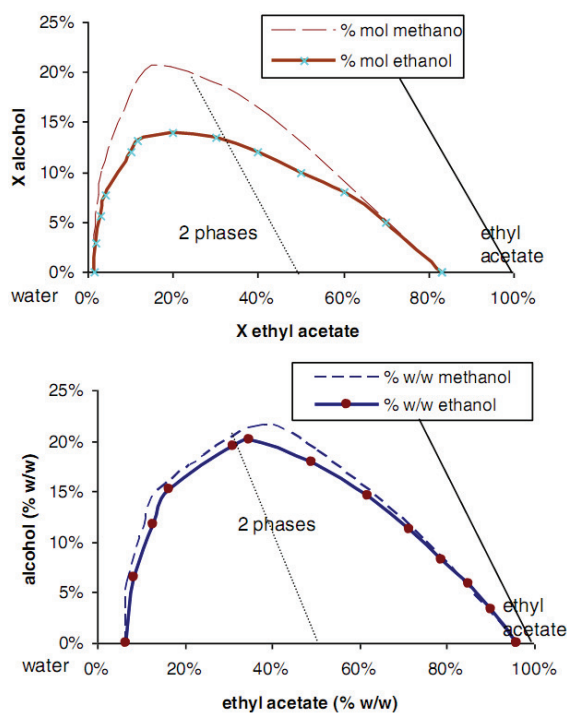 25%
20%
15%
10%
5%
0%
X alcohol
% mol methano
% mol ethanol
2 phases
ethyl
acetate
water
0%
20%
40%
60%
80%
100%
X ethyl acetate
25%
20%
15%
10%
5%
0%
alcohol (% w/w)
% w/w methanol
% w/w ethanol
2 phases
ethyl
acetate
water
0%
20%
40%
60%
80%
100%
ethyl acetate (% w/w)